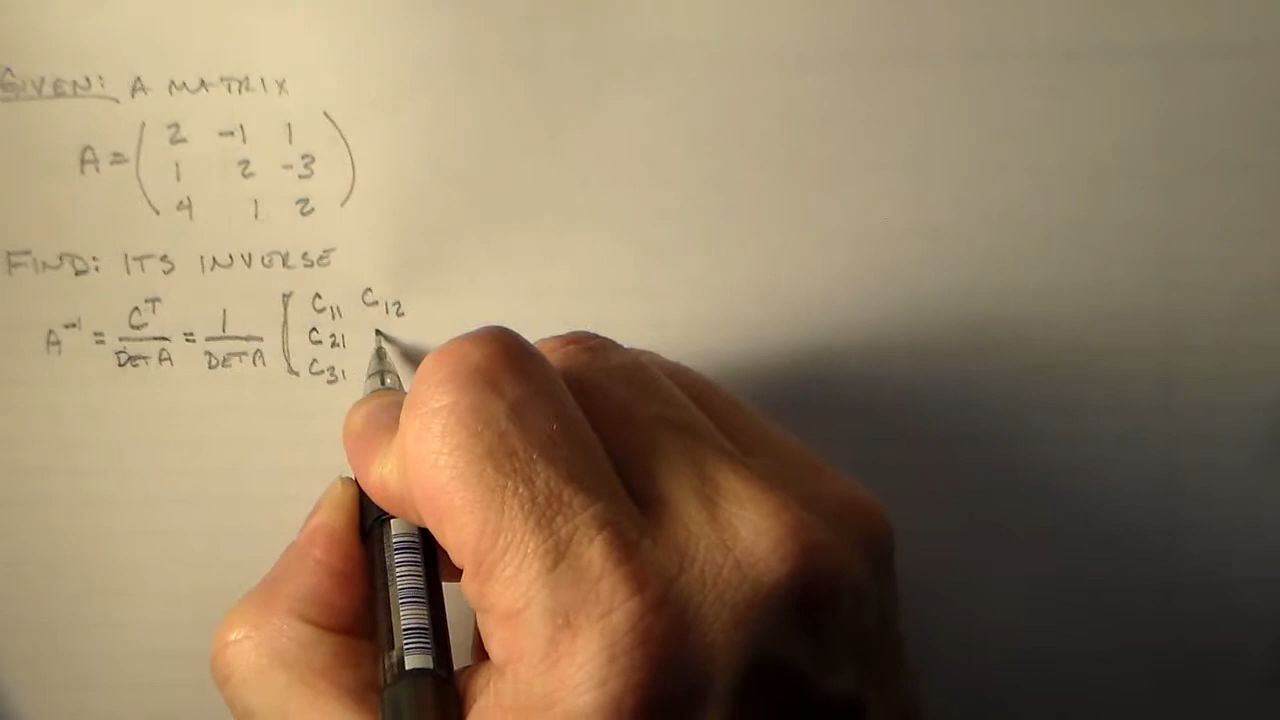 GIVEN: A MATRIX
A = ( 2 -1 1
1 2 -3
4 1 2 )
FIND: ITS INVERSE
A⁻¹ = Cᵀ/DET A = 1/DET A [ C₁₁ C₁₂
C₂₁
C₃₁